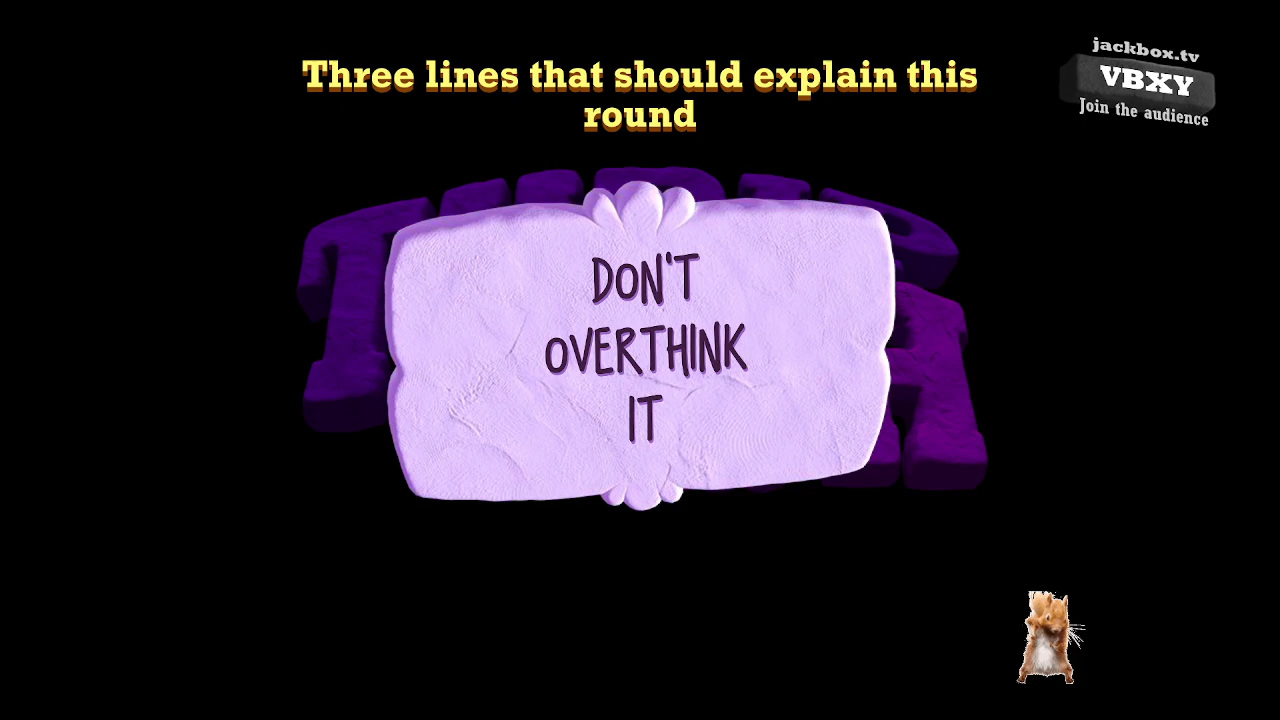 Three lines that should explain this
round
jackbox.tv
VBXY
Join the audience
DON'T
OVERTHINK
IT